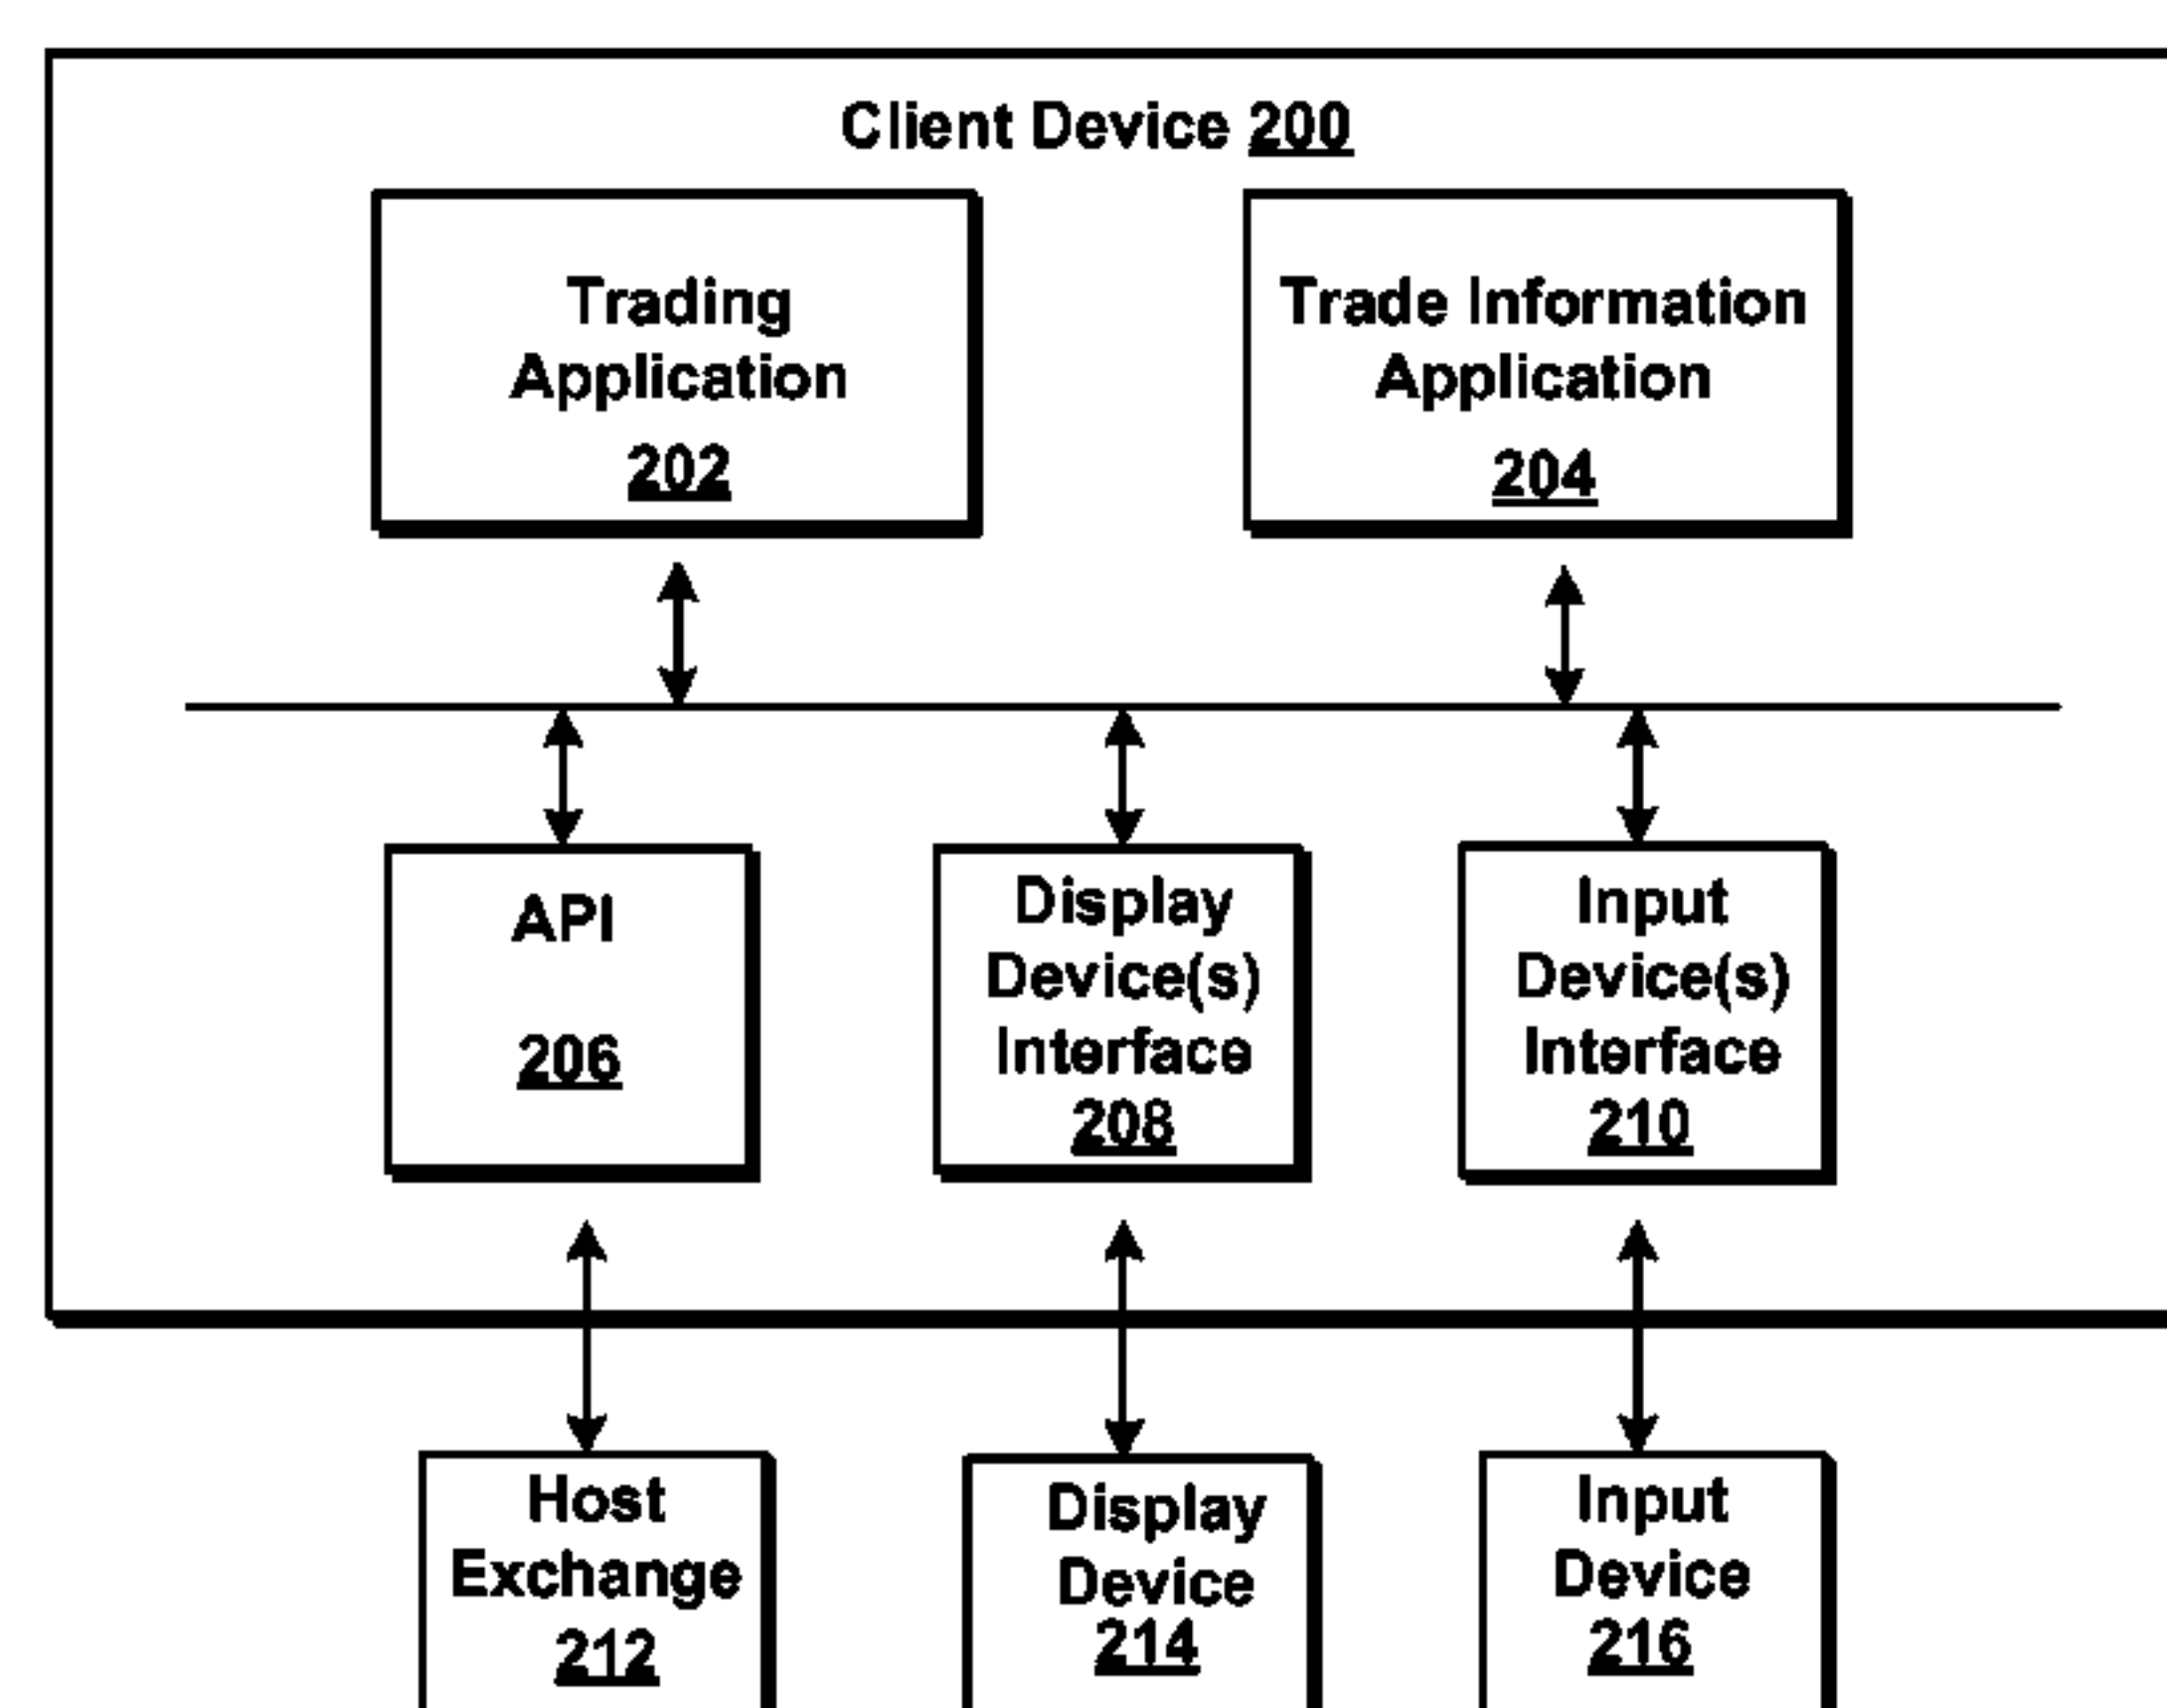 Client Device 200
Trading
Application
202
Trade Information
Application
204
API
206
Display
Device(s)
Interface
208
Input
Device(s)
Interface
210
Host
Exchange
212
Display
Device
214
Input
Device
216